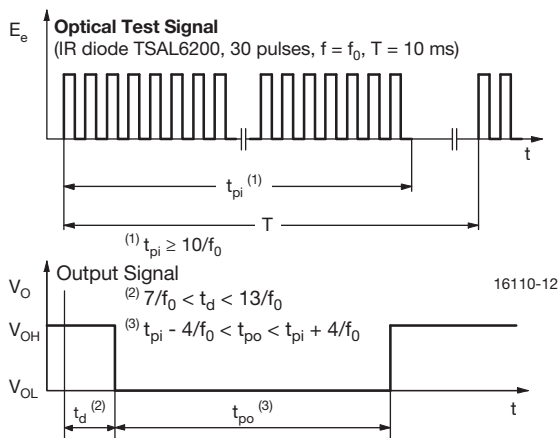 E_e
Optical Test Signal
(IR diode TSAL6200, 30 pulses, f = f_0, T = 10 ms)
t
t_pi (1)
T
(1) t_pi ≥ 10/f_0
V_O
Output Signal
16110-12
(2) 7/f_0 < t_d < 13/f_0
V_OH
(3) t_pi - 4/f_0 < t_po < t_pi + 4/f_0
V_OL
t
t_d (2)
t_po (3)